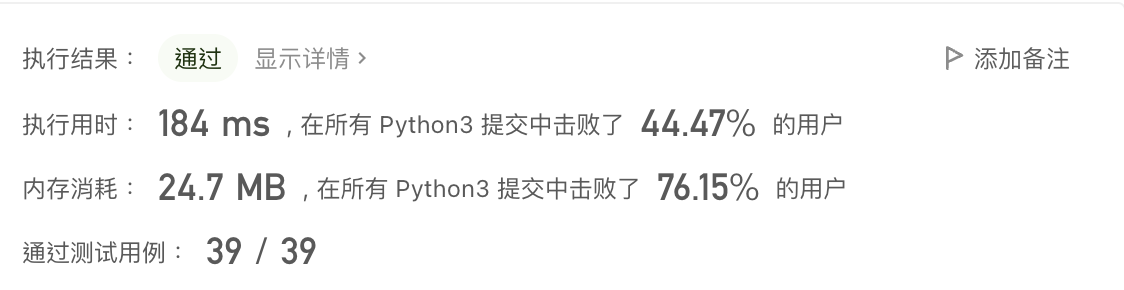 执行结果： 通过 显示详情 > 添加备注
执行用时： 184 ms , 在所有 Python3 提交中击败了 44.47% 的用户
内存消耗： 24.7 MB , 在所有 Python3 提交中击败了 76.15% 的用户
通过测试用例： 39 / 39